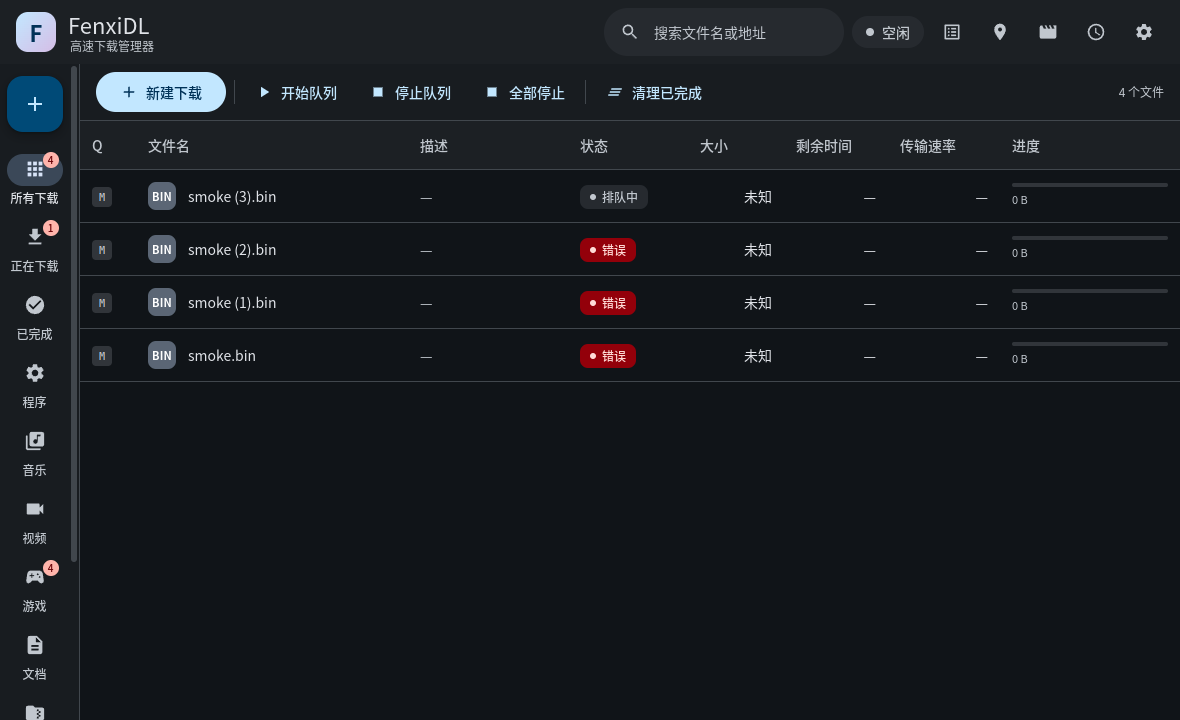 F
FenxiDL
高速下载管理器
搜索文件名或地址
空闲
新建下载
开始队列
停止队列
全部停止
清理已完成
4 个文件
4
所有下载
1
正在下载
已完成
程序
音乐
视频
4
游戏
文档
Q 文件名 描述 状态 大小 剩余时间 传输速率 进度
M BIN smoke (3).bin — 排队中 未知 — — 0 B
M BIN smoke (2).bin — 错误 未知 — — 0 B
M BIN smoke (1).bin — 错误 未知 — — 0 B
M BIN smoke.bin — 错误 未知 — — 0 B